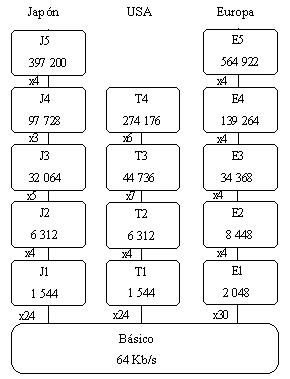 Japón USA Europa
J5 E5
397 200 564 922
x4 x4
J4 T4 E4
97 728 274 176 139 264
x3 x6 x4
J3 T3 E3
32 064 44 736 34 368
x5 x7 x4
J2 T2 E2
6 312 6 312 8 448
x4 x4 x4
J1 T1 E1
1 544 1 544 2 048
x24 x24 x30
Básico
64 Kb/s